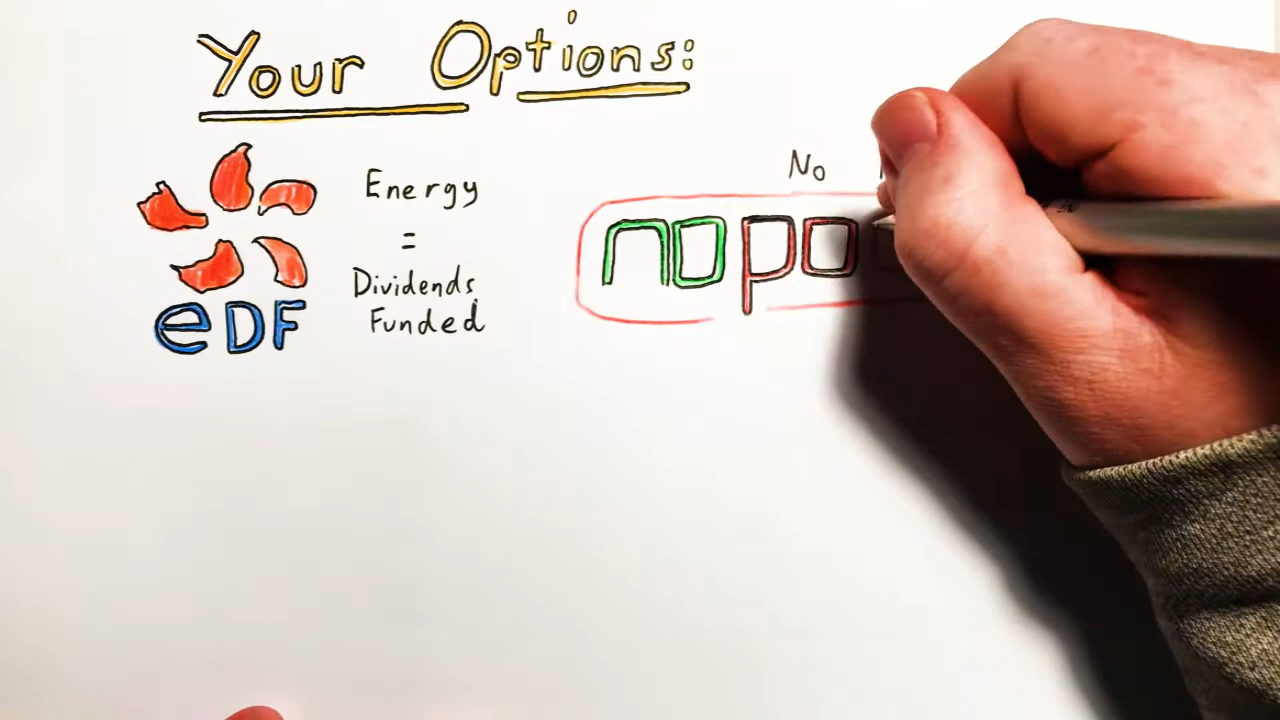 Your Options:
Energy
=
Dividends
Funded
eDF
No
nopo